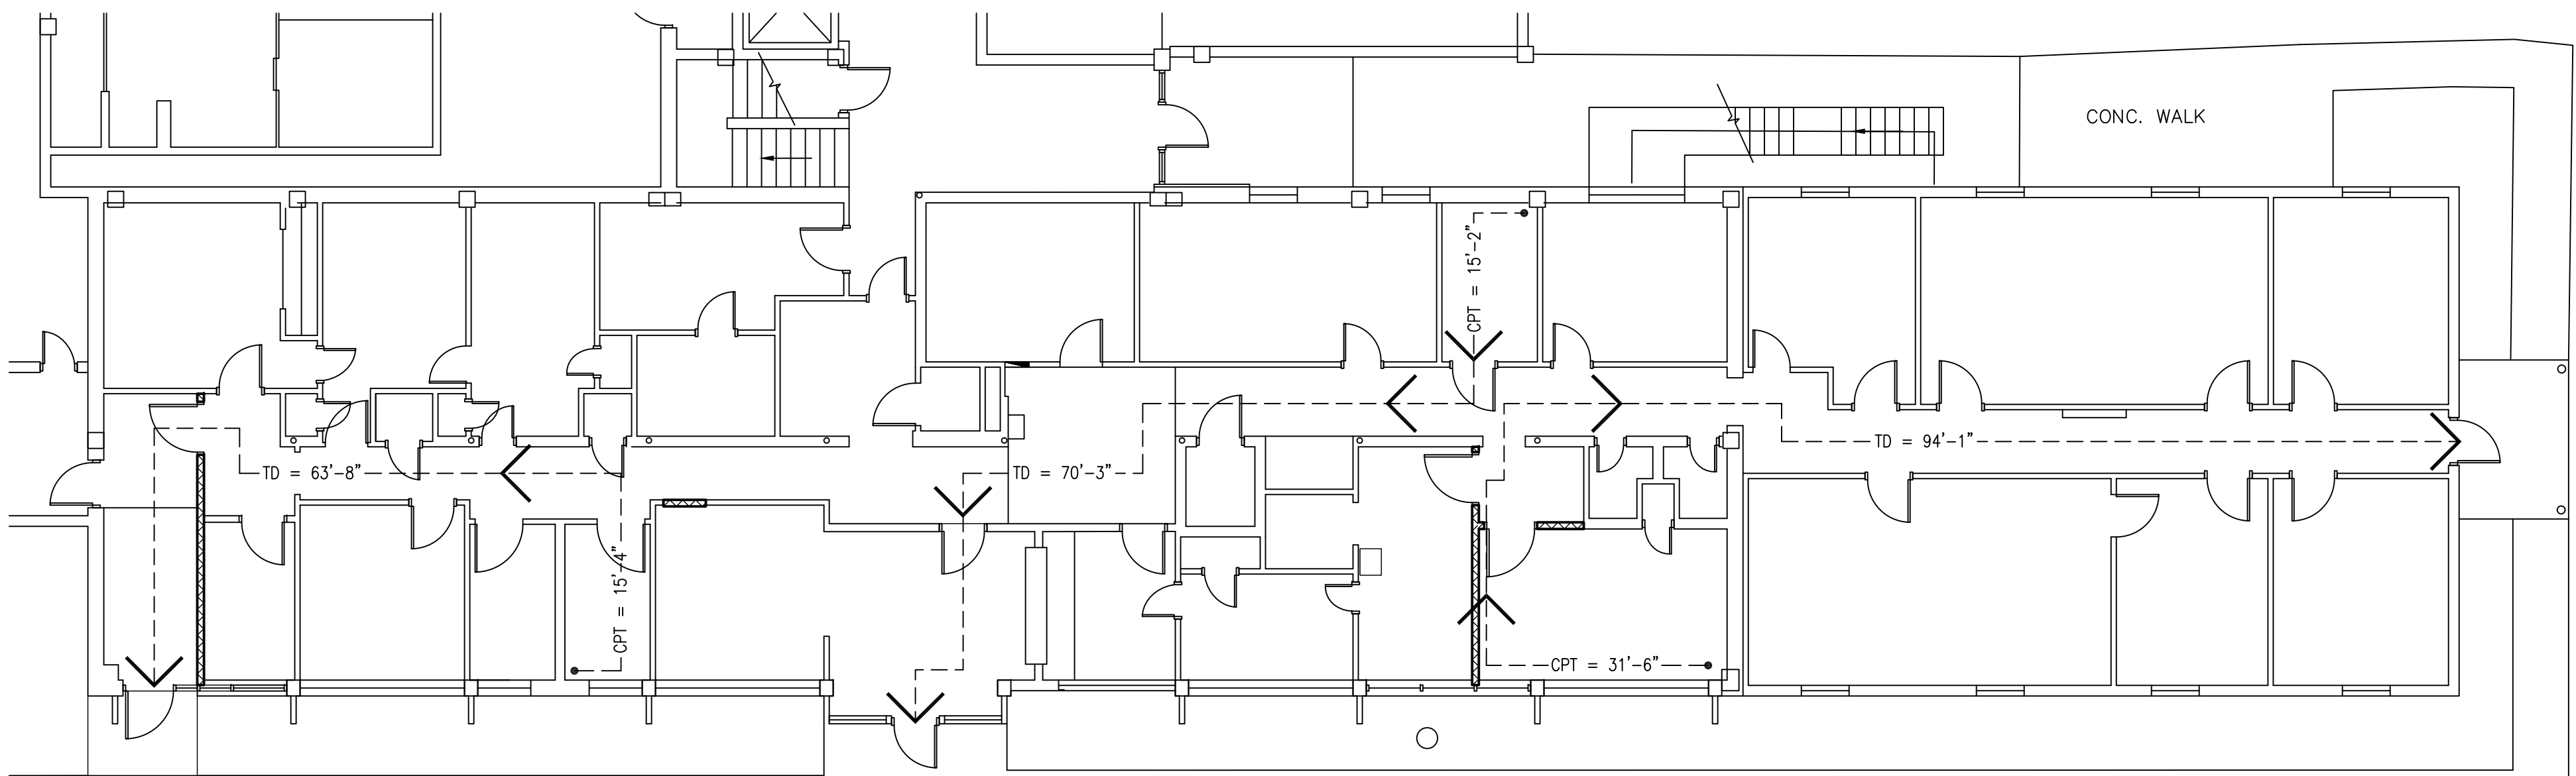 CONC. WALK
CPT = 15'-2"
TD = 94'-1"
TD = 63'-8"
TD = 70'-3"
CPT = 15'-4"
CPT = 31'-6"